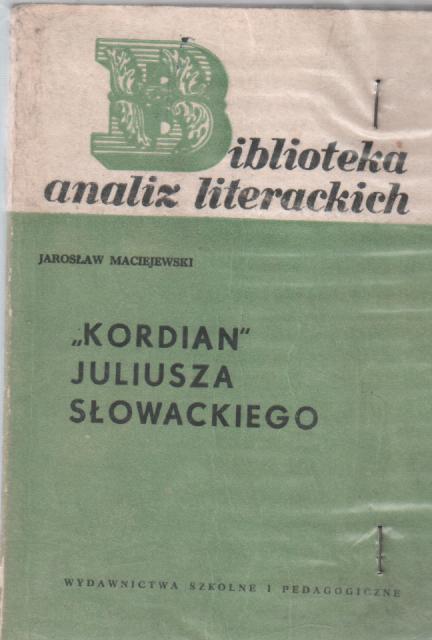 Biblioteka
analiz literackich
JAROSŁAW MACIEJEWSKI
„KORDIAN”
JULIUSZA
SŁOWACKIEGO
WYDAWNICTWA SZKOLNE I PEDAGOGICZNE